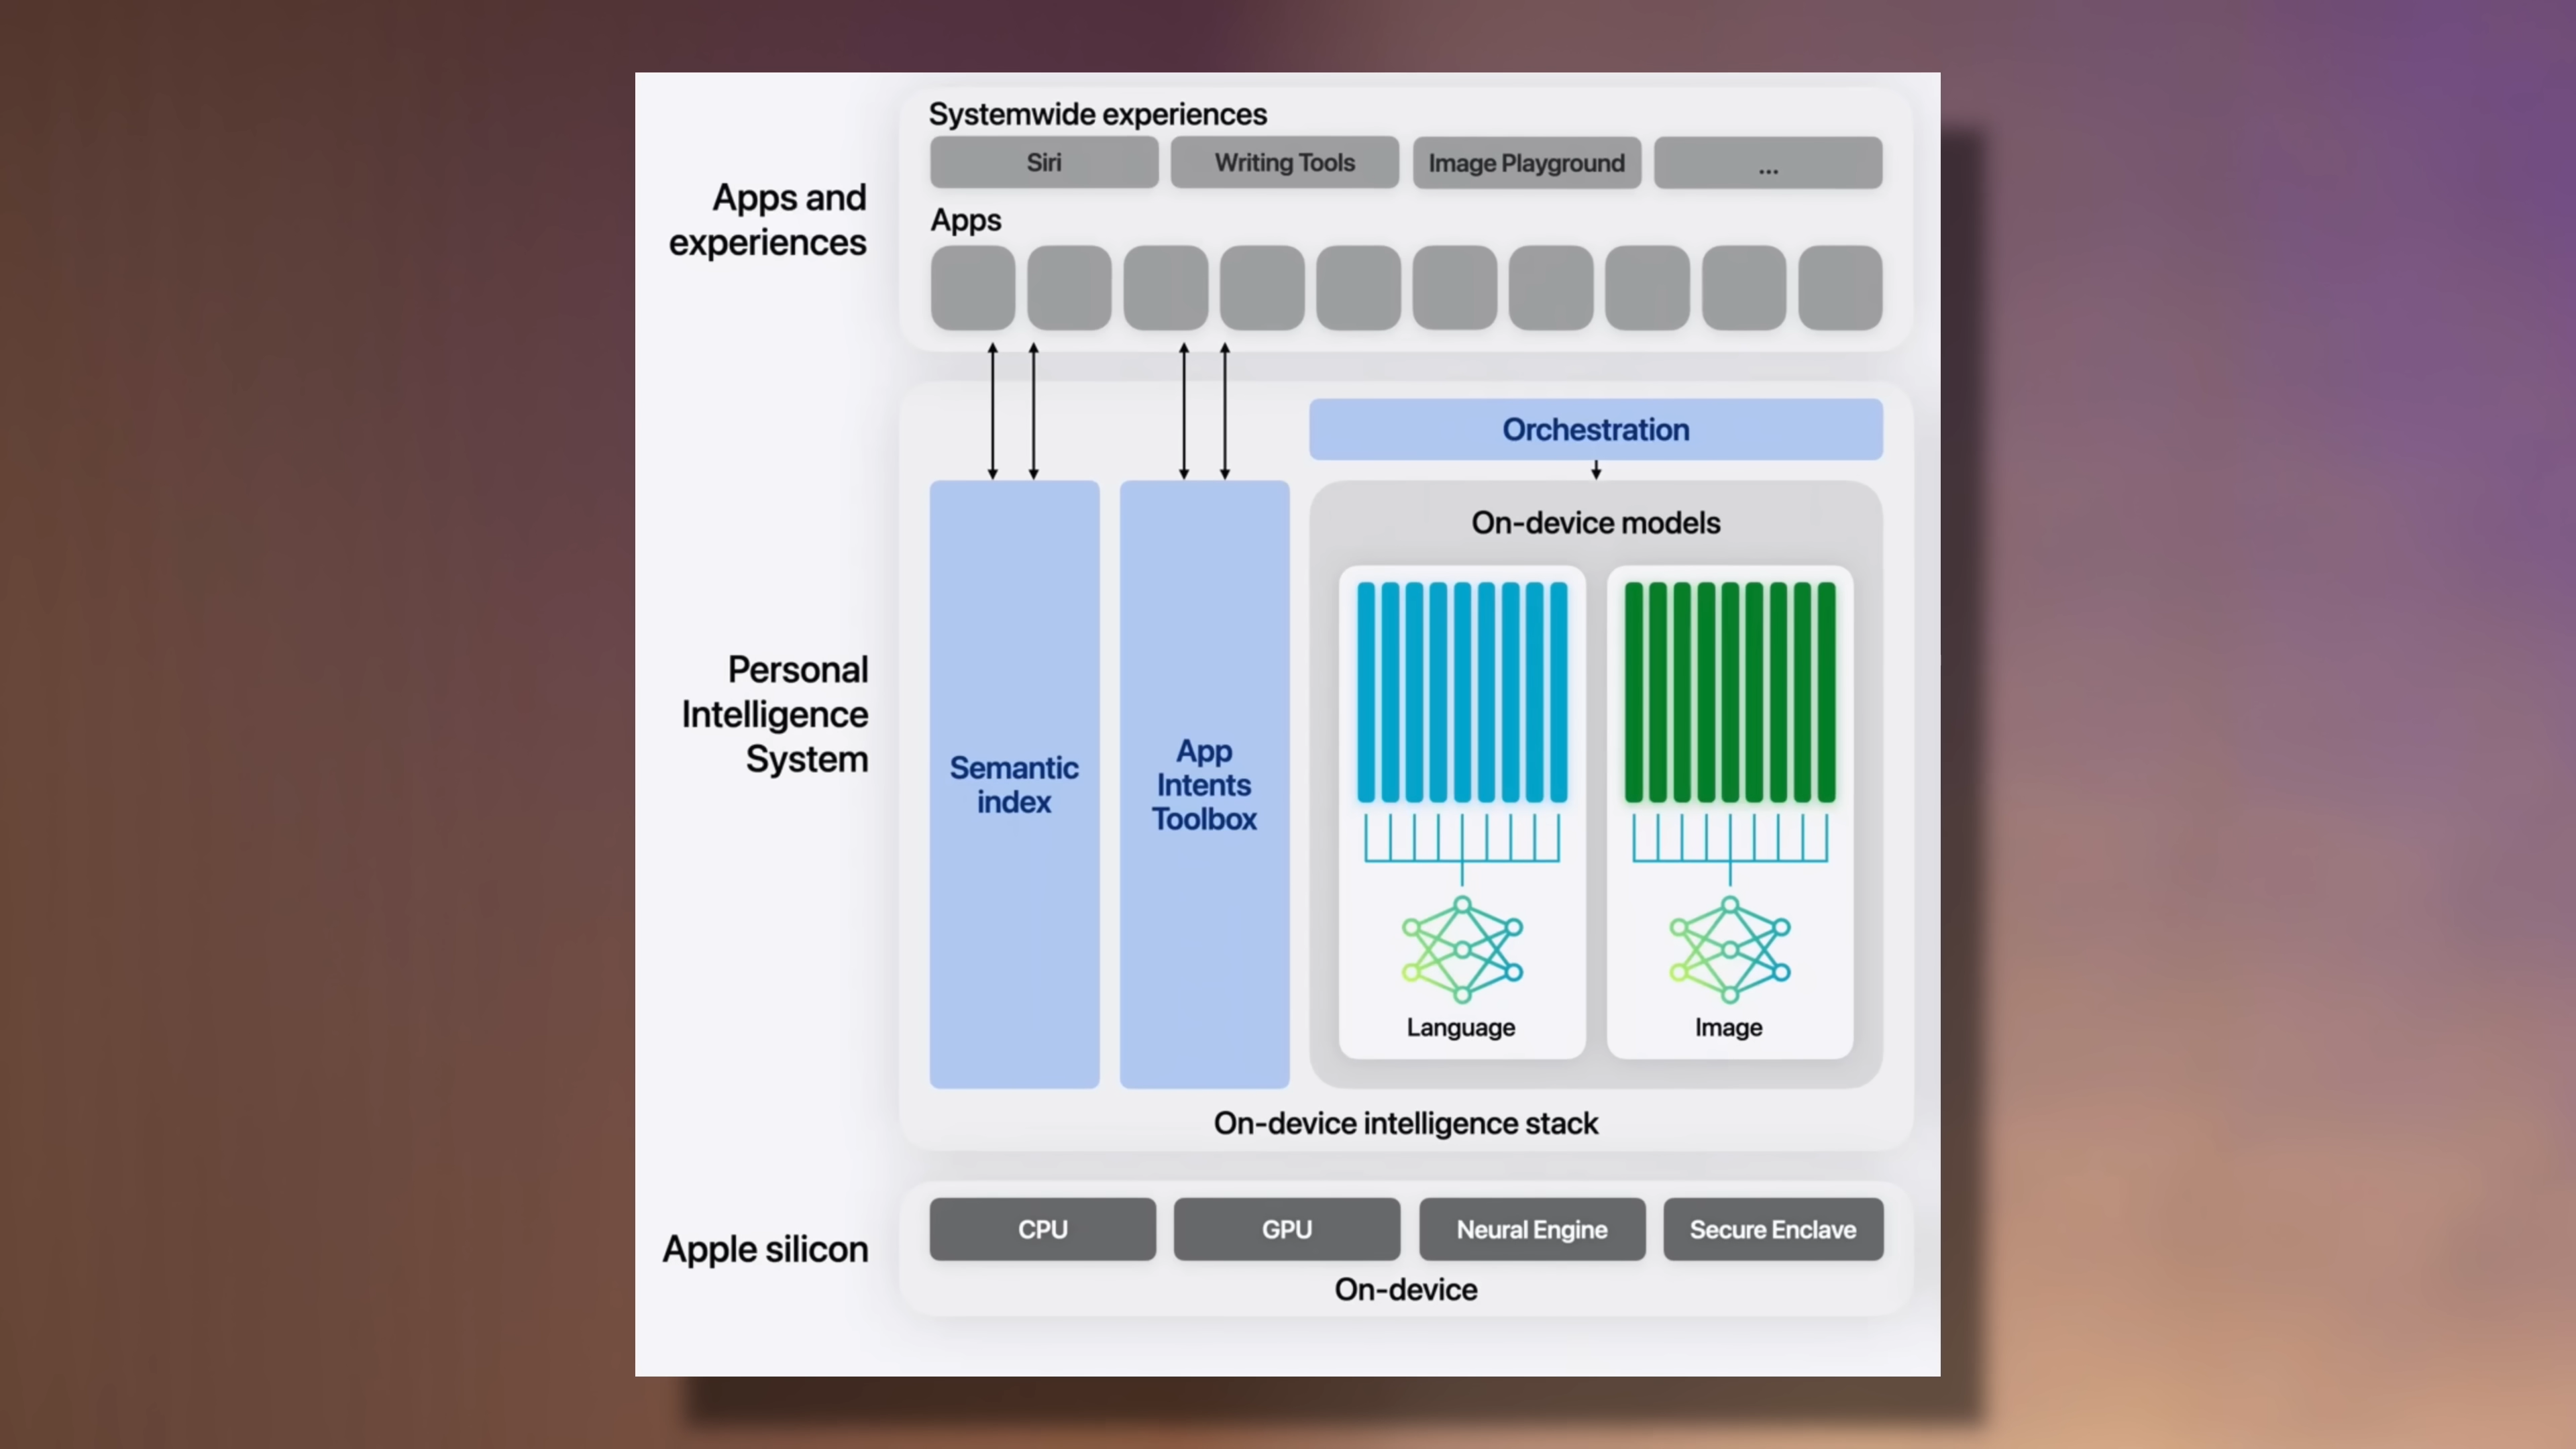 Systemwide experiences
Siri
Writing Tools
Image Playground
...
Apps and
experiences
Apps
Orchestration
On-device models
Personal
Intelligence
System
Semantic
index
App
Intents
Toolbox
Language
Image
On-device intelligence stack
Apple silicon
CPU
GPU
Neural Engine
Secure Enclave
On-device